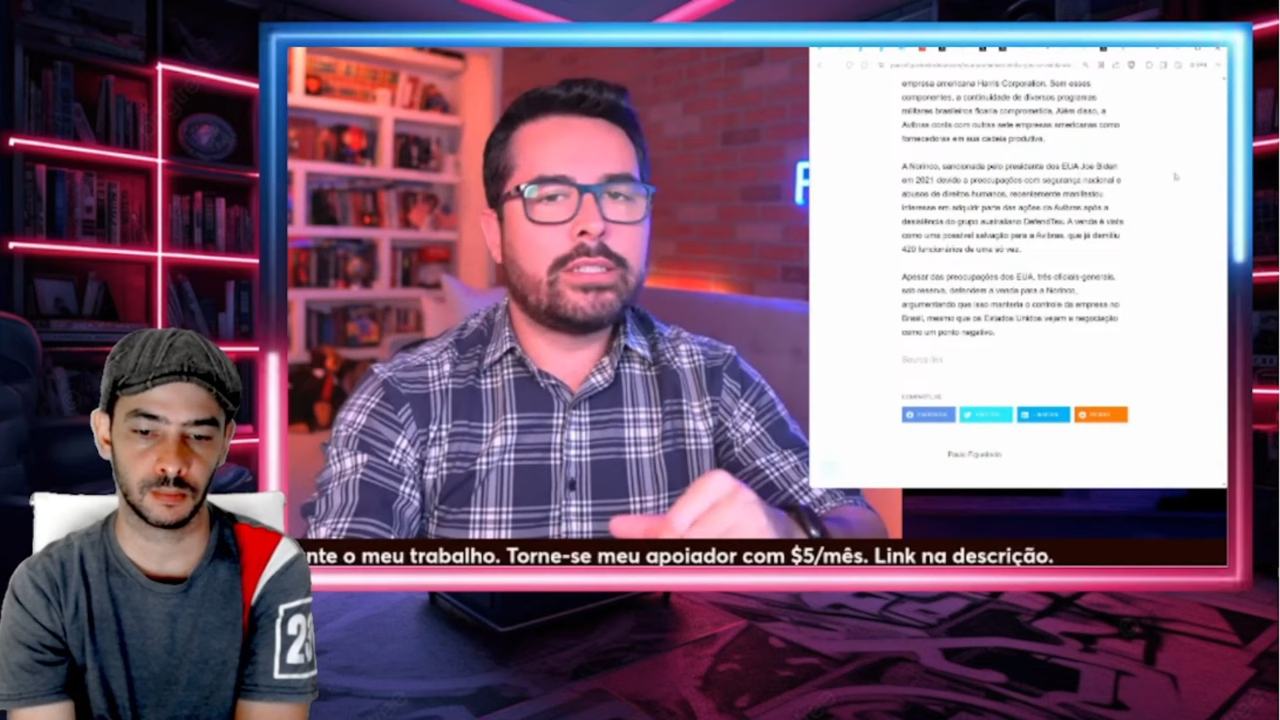 empresa americana Harris Corporation. Sem esses
componentes, a continuidade de diversos programas
militares brasileiros ficaria comprometida. Além disso, a
Avibras conta com outras sete empresas americanas como
fornecedoras em sua cadeia produtiva.
A Norinco, sancionada pelo presidente dos EUA Joe Biden
em 2021 devido a preocupações com segurança nacional e
abusos de direitos humanos, recentemente manifestou
interesse em adquirir parte das ações da Avibras após a
desistência do grupo australiano DefendTex. A venda é vista
como uma possível salvação para a Avibras, que já demitiu
420 funcionários de uma só vez.
Apesar das preocupações dos EUA, três oficiais-generais,
sob reserva, defendem a venda para a Norinco,
argumentando que isso manteria o controle da empresa no
Brasil, mesmo que os Estados Unidos vejam a negociação
como um ponto negativo.
Source link
COMPARTILHE
Paulo Figueiredo
F
nte o meu trabalho. Torne-se meu apoiador com $5/mês. Link na descrição.
23